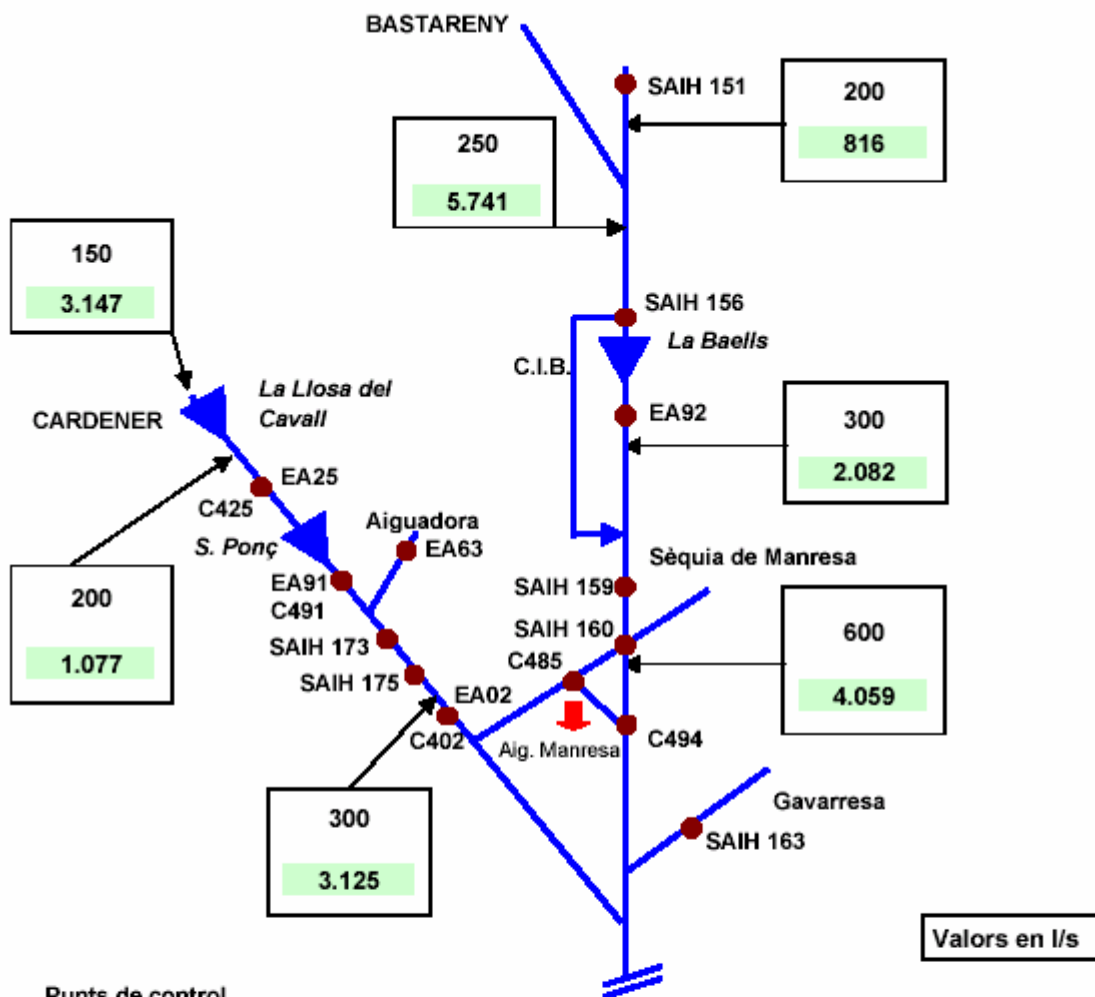 BASTARENY
SAIH 151
200
816
250
5.741
150
3.147
SAIH 156
La Baells
C.I.B.
La Llosa del
Cavall
CARDENER
EA92
300
2.082
EA25
C425
Aiguadora
EA63
S. Ponç
Sèquia de Manresa
EA91
C491
SAIH 159
200
1.077
SAIH 173
SAIH 160
600
4.059
SAIH 175
C485
EA02
C402
Aig. Manresa
C494
Gavarresa
300
3.125
SAIH 163
Valors en l/s
Punts de control